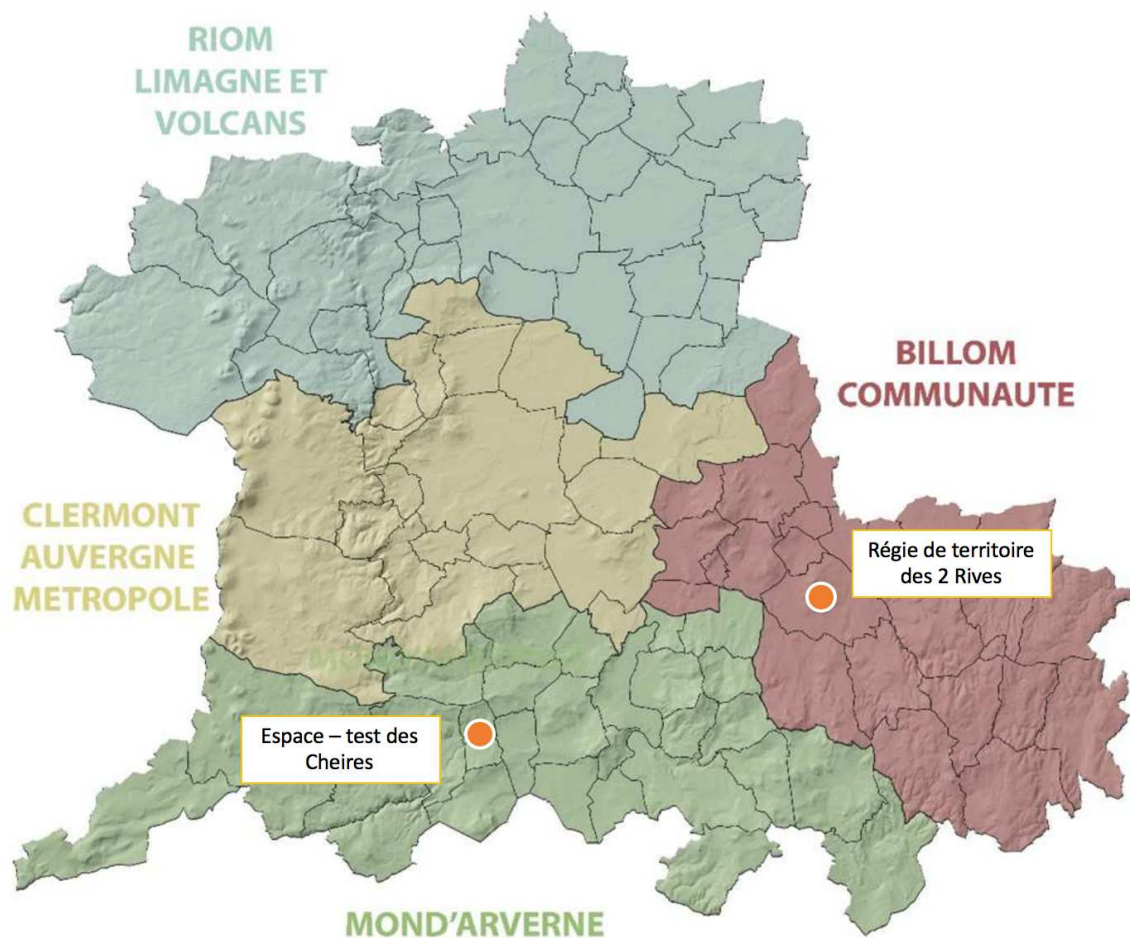 RIOM
LIMAGNE ET
VOLCANS
BILLOM
COMMUNAUTE
CLERMONT
AUVERGNE
METROPOLE
Régie de territoire
des 2 Rives
Espace – test des
Cheires
MOND'ARVERNE